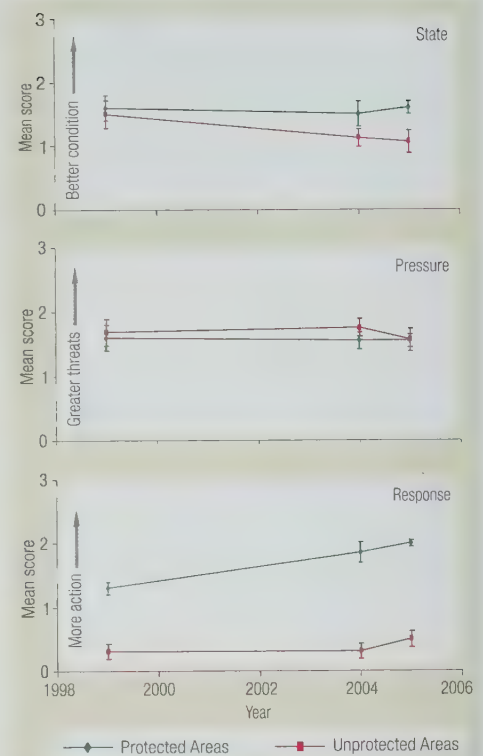 State
3
2
1
0
Mean score
Better condition
Pressure
3
2
1
0
Mean score
Greater threats
Response
3
2
1
0
Mean score
More action
1998 2000 2002 2004 2006
Year
Protected Areas Unprotected Areas